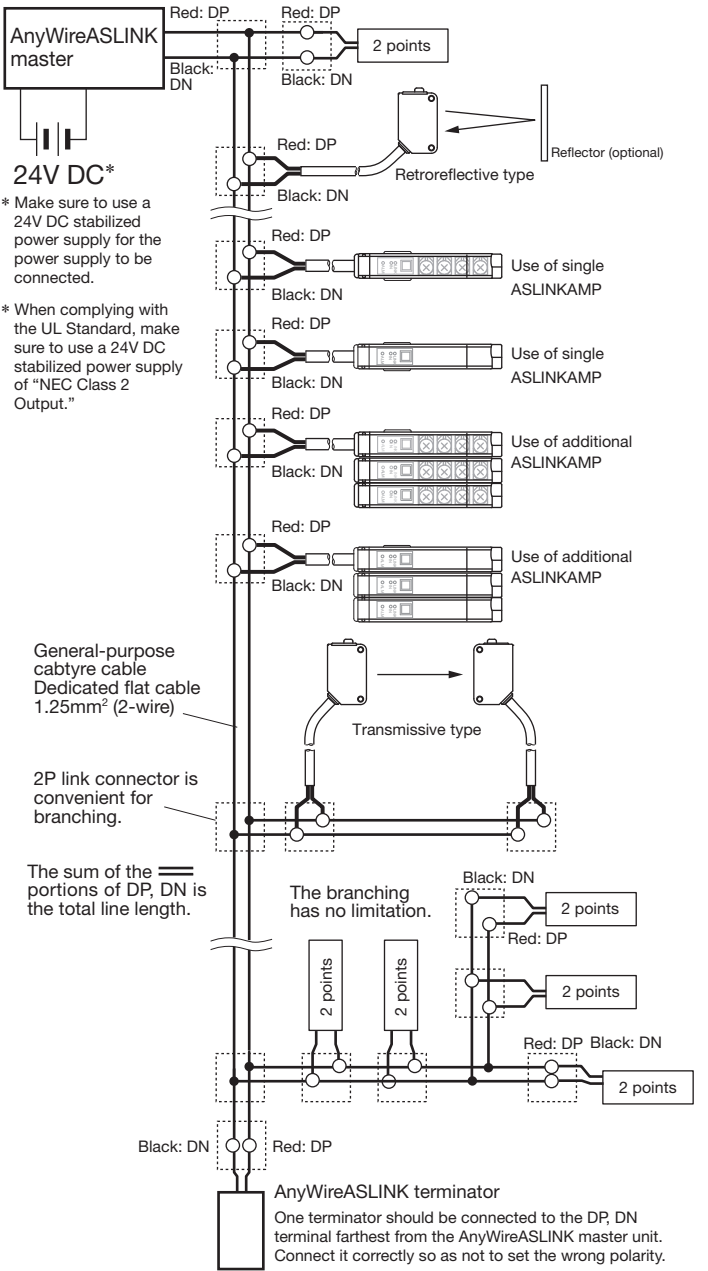 Red: DP
Red: DP
AnyWireASLINK
master
2 points
Black:
DN
Black: DN
24V DC*
* Make sure to use a
24V DC stabilized
power supply for the
power supply to be
connected.
* When complying with
the UL Standard, make
sure to use a 24V DC
stabilized power supply
of “NEC Class 2
Output.”
Red: DP
Black: DN
Retroreflective type
Reflector (optional)
Red: DP
Black: DN
Use of single
ASLINKAMP
Red: DP
Black: DN
Use of single
ASLINKAMP
Red: DP
Black: DN
Use of additional
ASLINKAMP
Red: DP
Black: DN
Use of additional
ASLINKAMP
General-purpose
cabtyre cable
Dedicated flat cable
1.25mm² (2-wire)
Transmissive type
2P link connector is
convenient for
branching.
The sum of the
portions of DP, DN is
the total line length.
The branching
has no limitation.
Black: DN
2 points
Red: DP
2 points
2 points
2 points
Red: DP
Black: DN
2 points
Black: DN
Red: DP
AnyWireASLINK terminator
One terminator should be connected to the DP, DN
terminal farthest from the AnyWireASLINK master unit.
Connect it correctly so as not to set the wrong polarity.